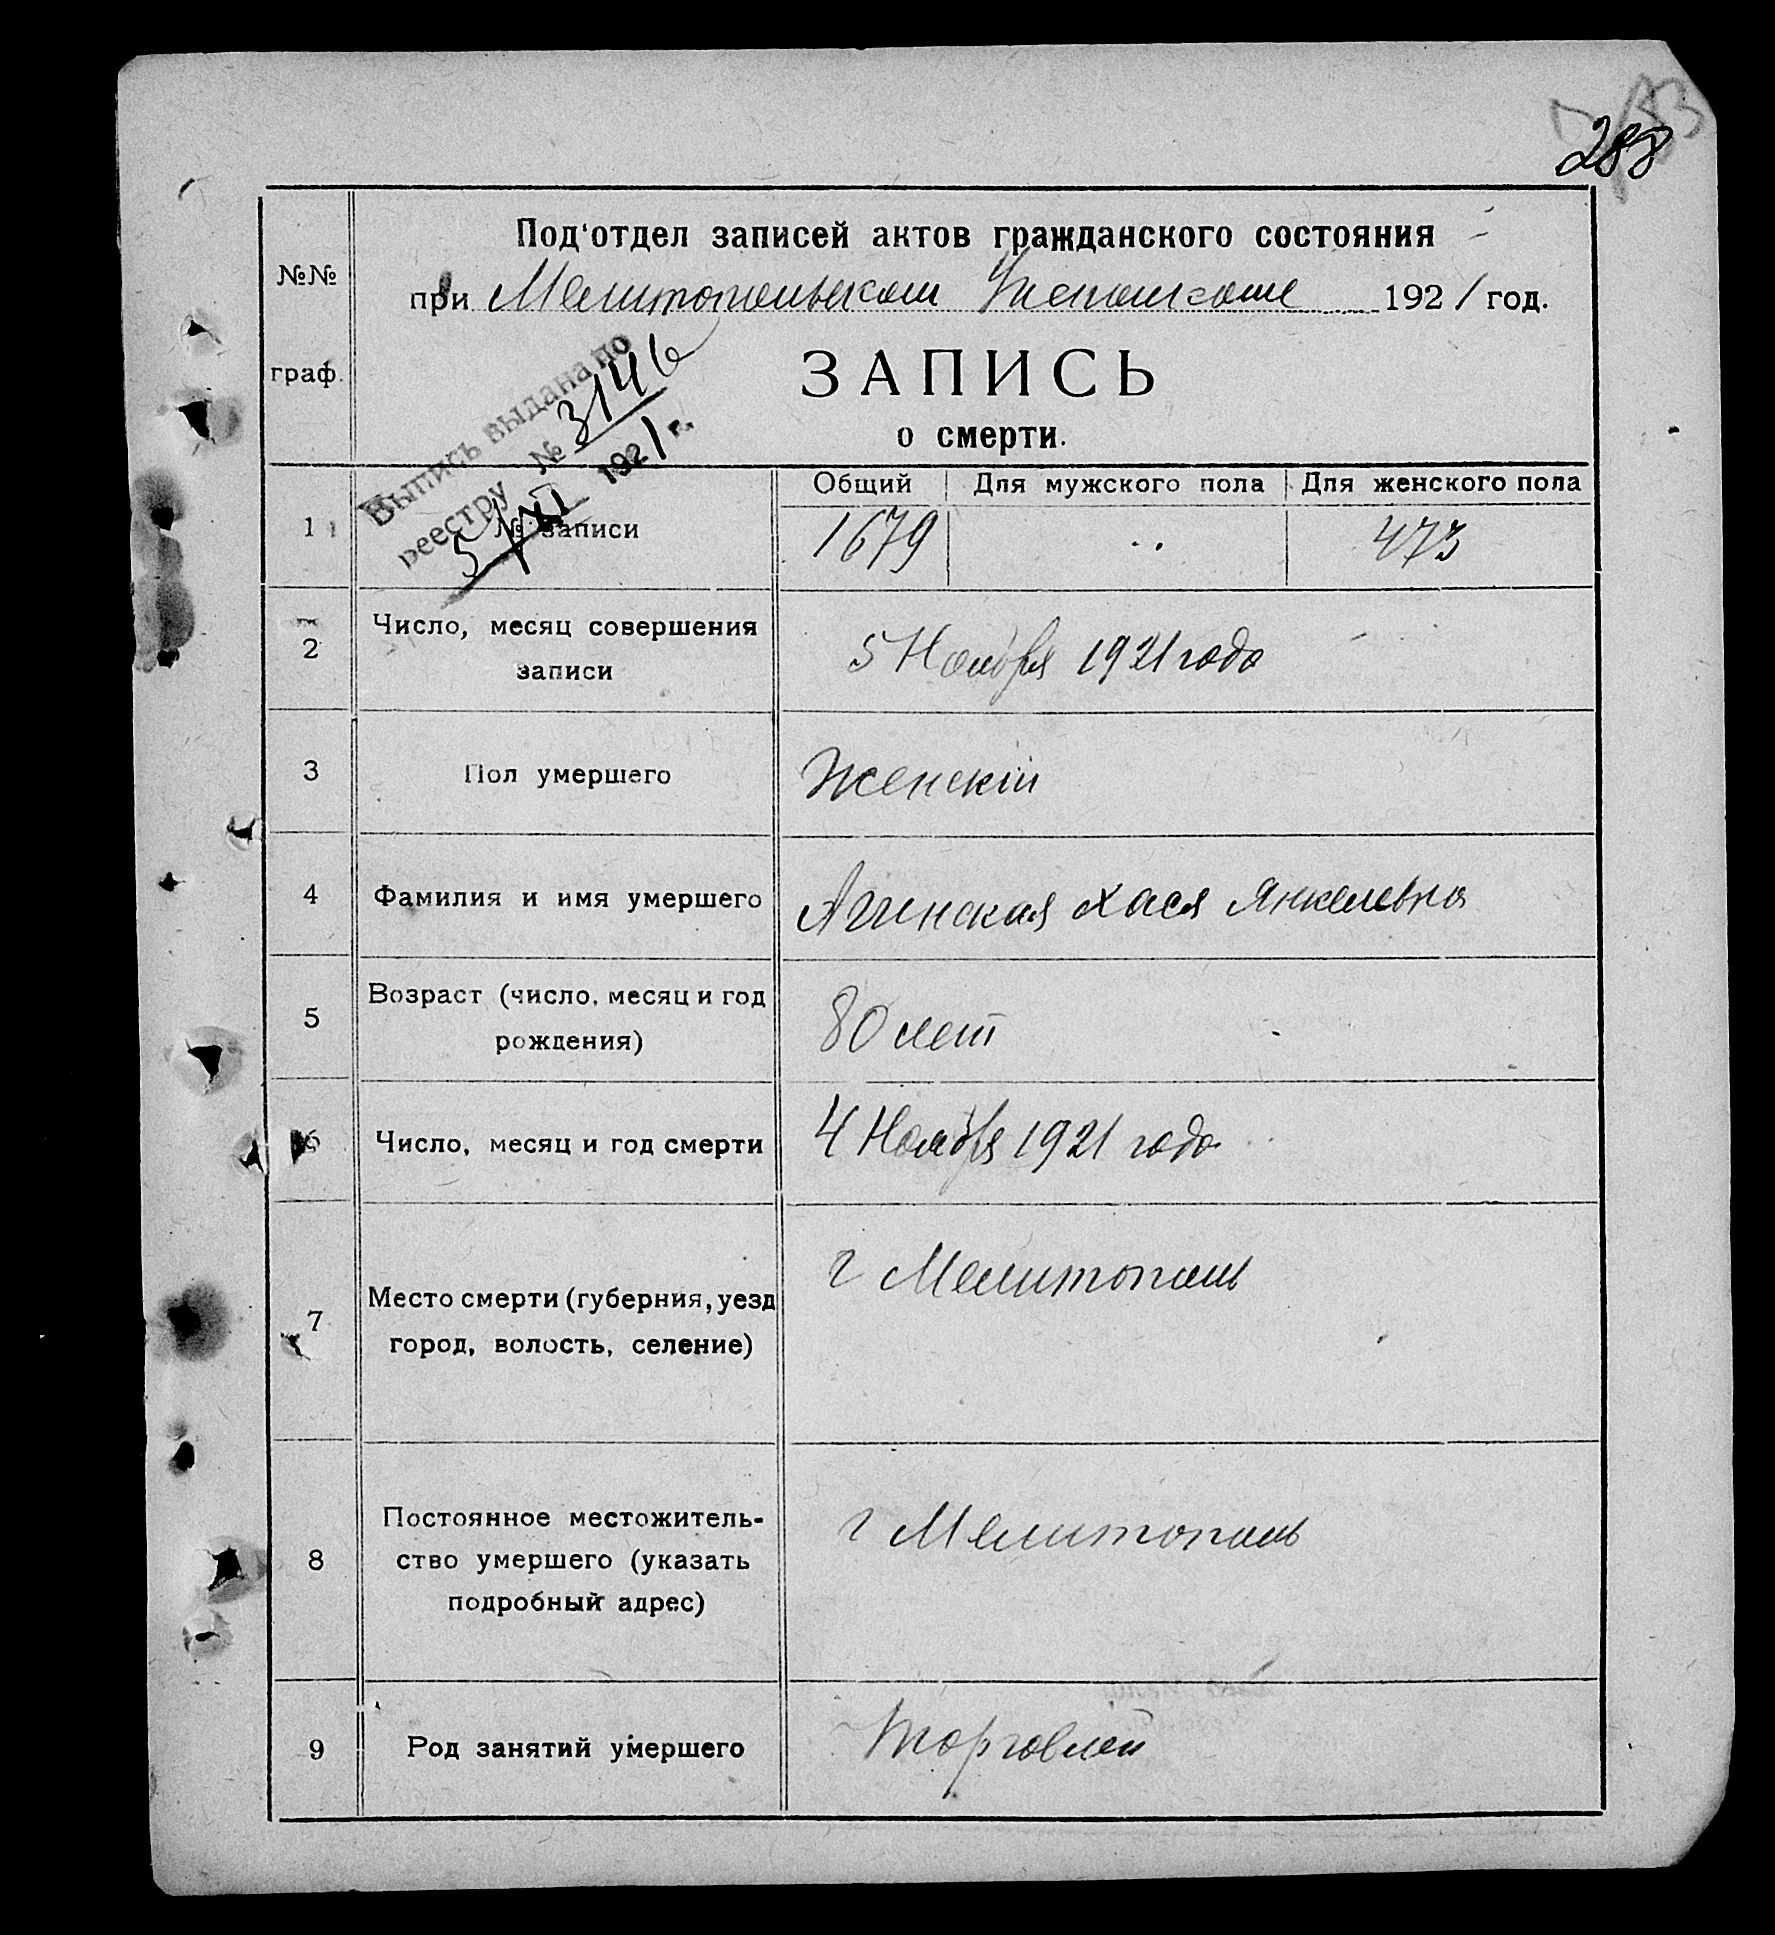 288
№№
граф.
Под'отдел записей актов гражданского состояния
при Мелитопольском Уисполкоме 1921 год.
ЗАПИСЬ
о смерти.
Выпись выдана по
реестру № 3146
5/XI 1921 г.
Общий Для мужского пола Для женского пола
1 № записи 1679 .. 473
2 Число, месяц совершения
записи
5 Ноября 1921 года
3 Пол умершего Женскій
4 Фамилия и имя умершего Агинская Хася Янкелевна
5 Возраст (число, месяц и год
рождения)
80 лет
6 Число, месяц и год смерти 4 Ноября 1921 года
7 Место смерти (губерния, уезд
город, волость, селение)
г Мелитополь
8 Постоянное местожитель-
ство умершего (указать
подробный адрес)
г Мелитополь
9 Род занятий умершего Торговлей